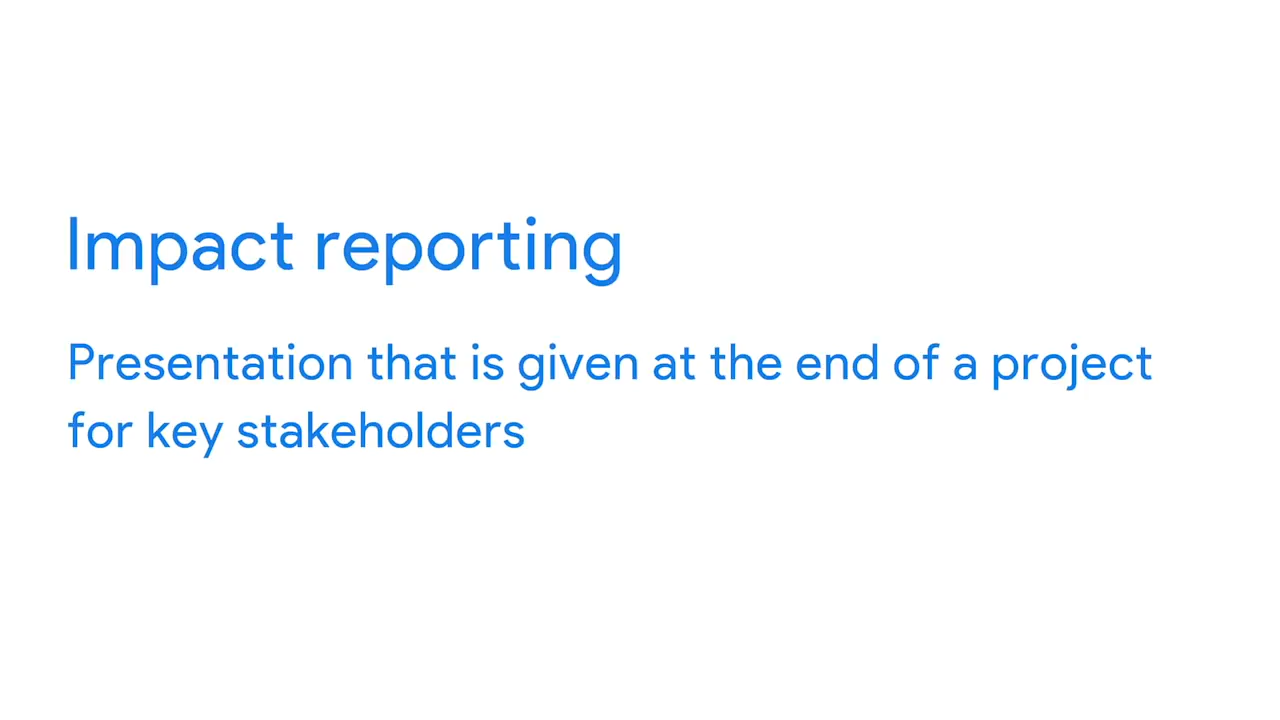 Impact reporting
Presentation that is given at the end of a project
for key stakeholders